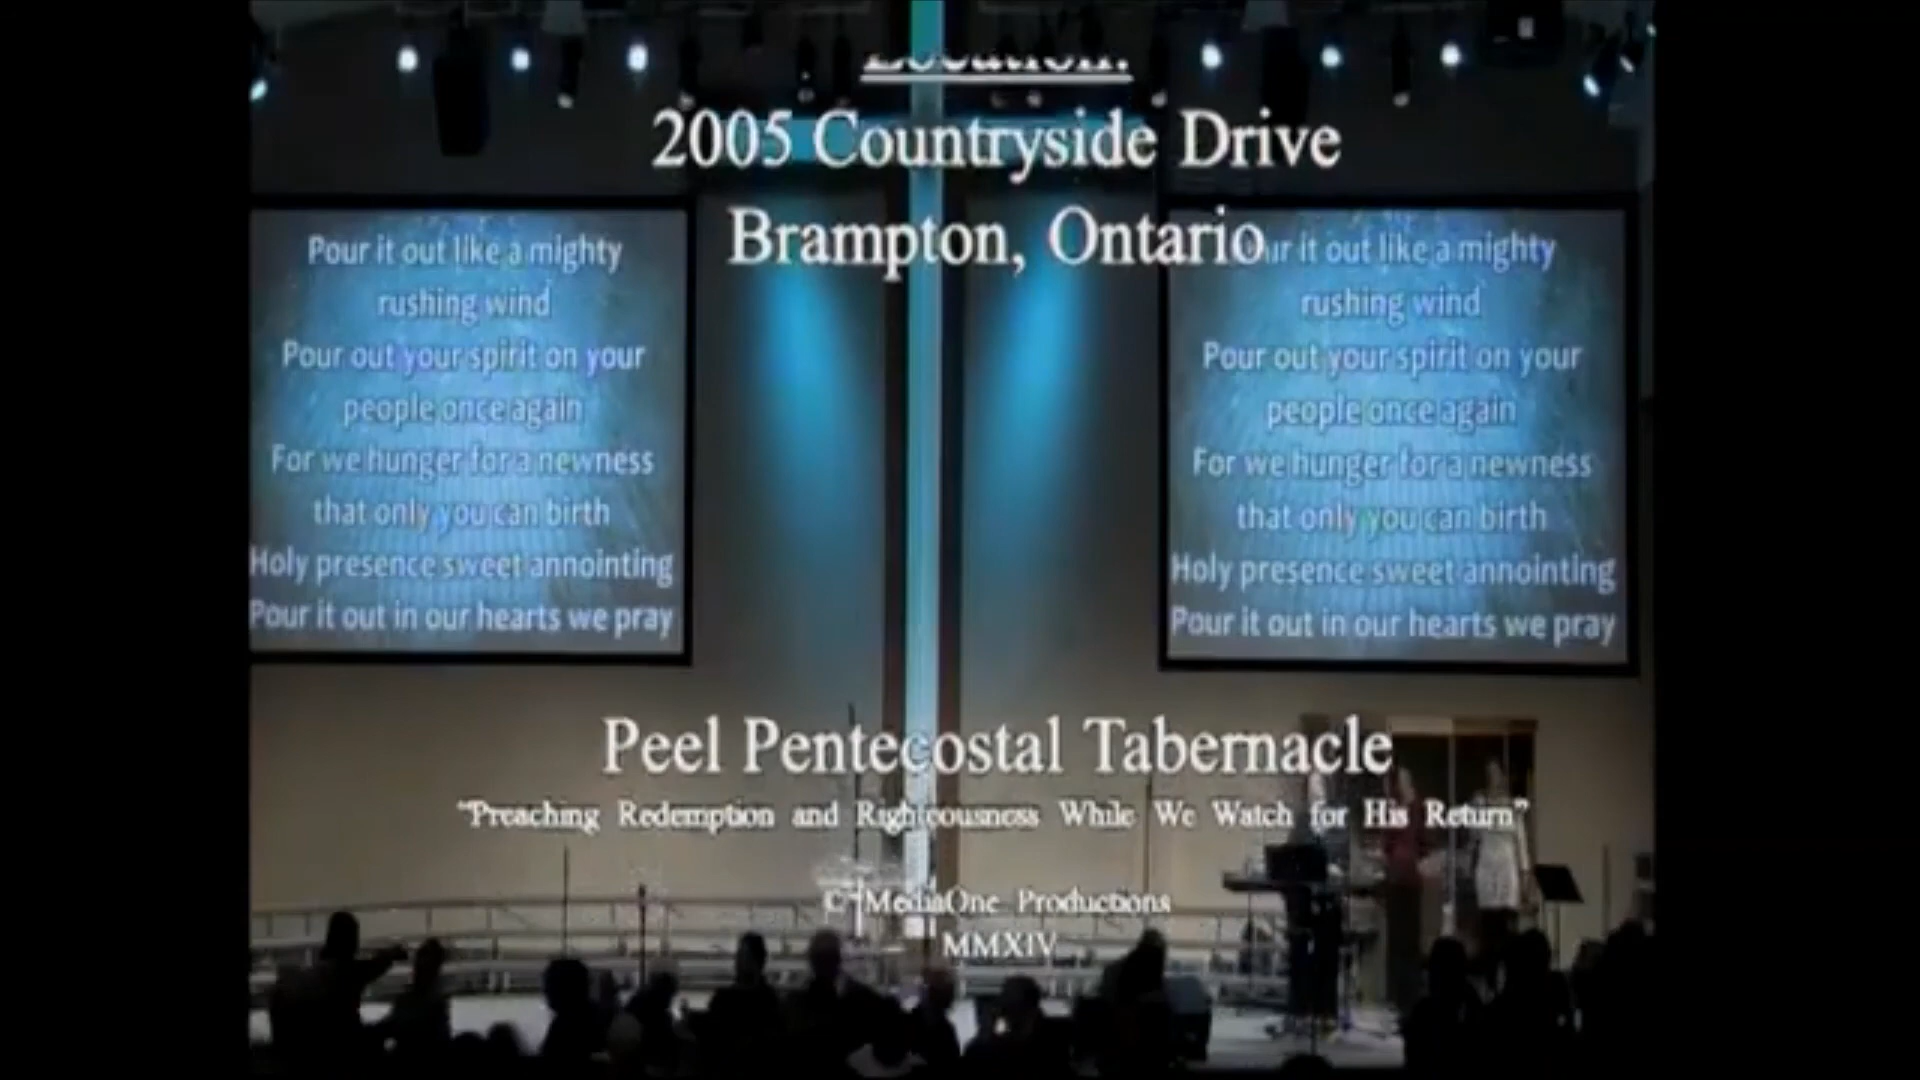 Location:
2005 Countryside Drive
Brampton, Ontario
Pour it out like a mighty
rushing wind
Pour out your spirit on your
people once again
For we hunger for a newness
that only you can birth
Holy presence sweet annointing
Pour it out in our hearts we pray
it out like a mighty
rushing wind
Pour out your spirit on your
people once again
For we hunger for a newness
that only you can birth
Holy presence sweet annointing
Pour it out in our hearts we pray
Peel Pentecostal Tabernacle
“Preaching Redemption and Righteousness While We Watch for His Return”
© MediaOne Productions
MMXIV